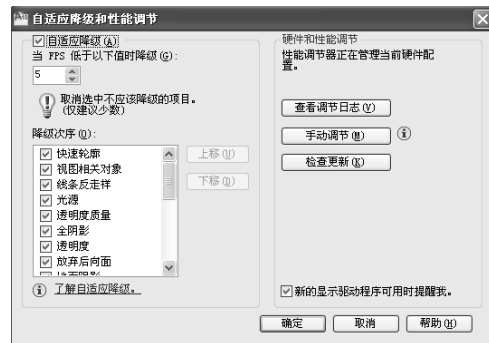 自适应降级和性能调节
自适应降级(A)
当 FPS 低于以下值时降级(G):
5
取消选中不应该降级的项目。
(仅建议少数)
降级次序(O):
快速轮廓
视图相关对象
线条反走样
光源
透明度质量
全阴影
透明度
放弃后向面
地面阴影
上移(U)
下移(D)
了解自适应降级。
硬件和性能调节
性能调节器正在管理当前硬件配
置。
查看调节日志(V)
手动调节(M)
检查更新(K)
新的显示驱动程序可用时提醒我。
确定
取消
帮助(H)